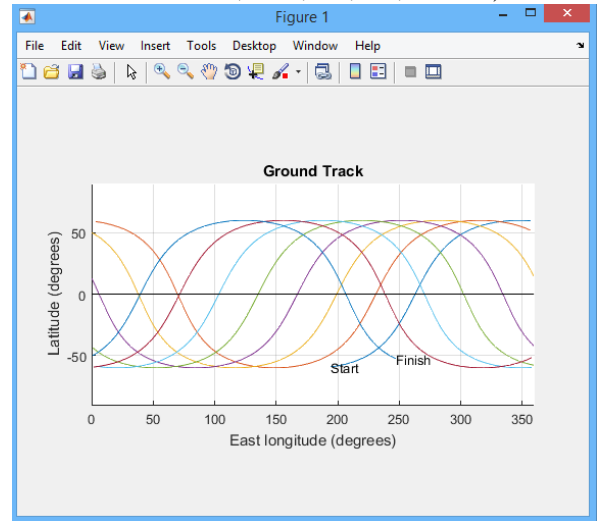 Figure 1
File Edit View Insert Tools Desktop Window Help
Ground Track
Latitude (degrees)
50
0
-50
Start
Finish
0 50 100 150 200 250 300 350
East longitude (degrees)